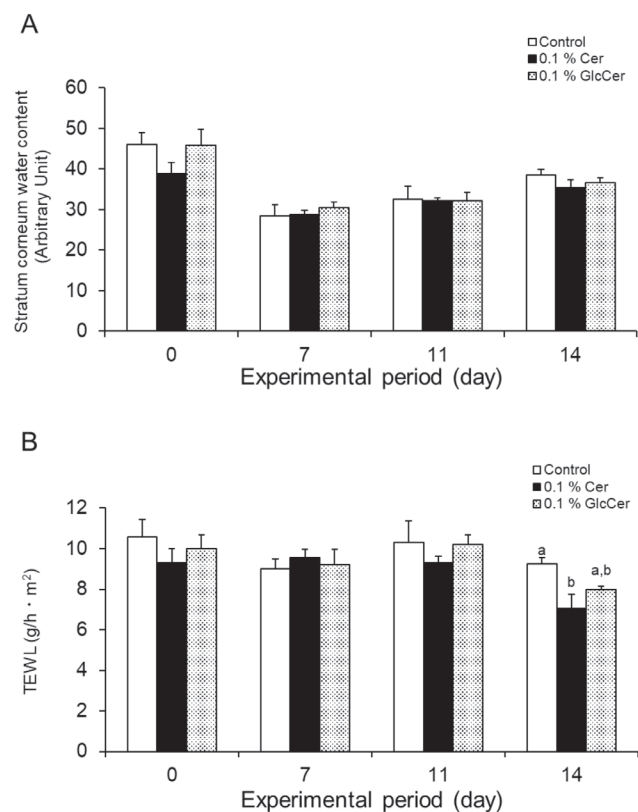 A
Control
0.1 % Cer
0.1 % GlcCer
Stratum corneum water content
(Arbitrary Unit)
60
50
40
30
20
10
0
0 7 11 14
Experimental period (day)
B
Control
0.1 % Cer
0.1 % GlcCer
TEWL (g/h・m²)
12
10
8
6
4
2
0
a b a,b
0 7 11 14
Experimental period (day)